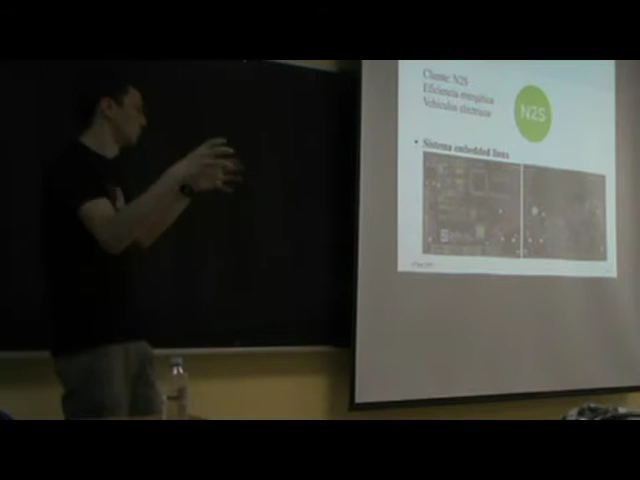 Cliente: N2S
Eficiencia energética
Vehículos eléctricos
N2S
• Sistema embedded linux